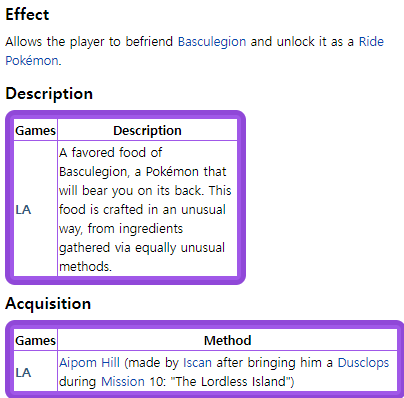 Effect
Allows the player to befriend Basculegion and unlock it as a Ride
Pokémon.
Description
Games Description
A favored food of
Basculegion, a Pokémon that
will bear you on its back. This
LA food is crafted in an unusual
way, from ingredients
gathered via equally unusual
methods.
Acquisition
Games Method
Aipom Hill (made by Iscan after bringing him a Dusclops
LA during Mission 10: "The Lordless Island")